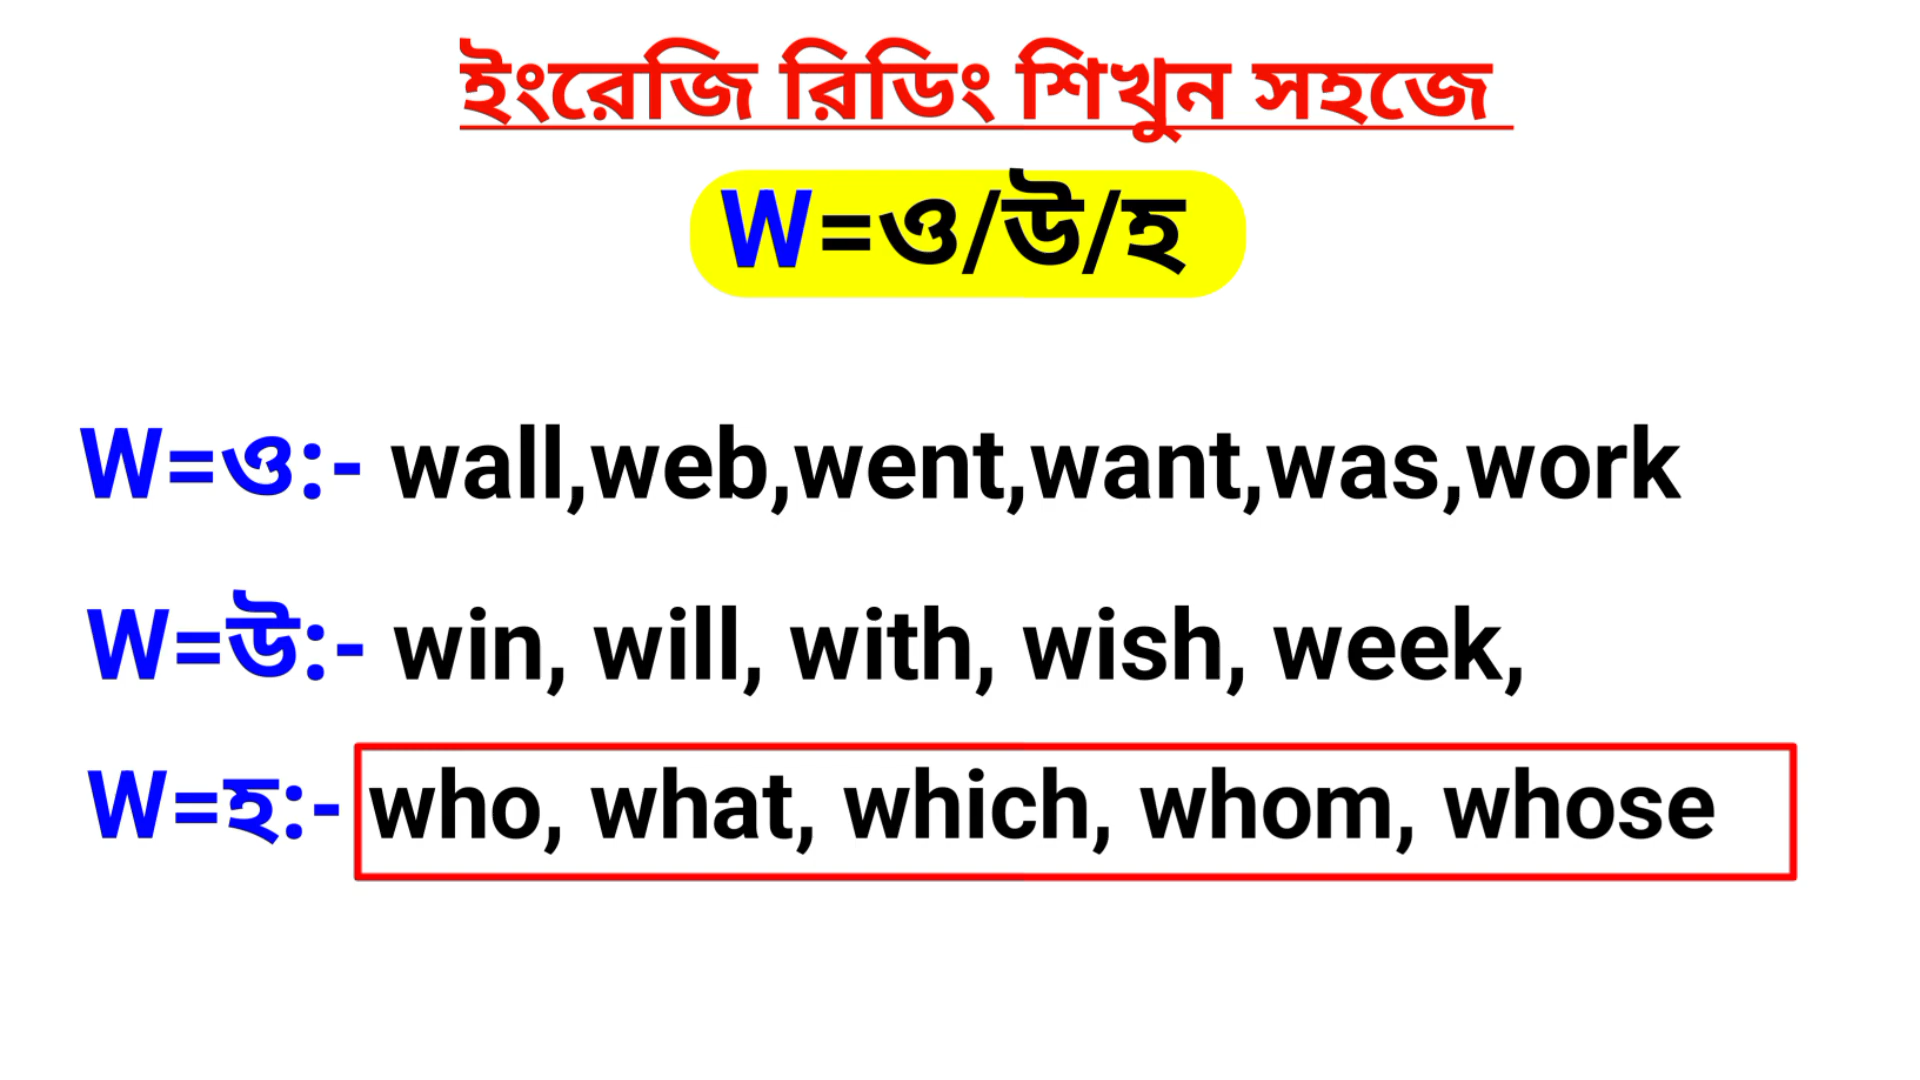 ইংরেজি রিডিং শিখুন সহজে
W=ও/উ/হ
W=ও:- wall,web,went,want,was,work
W=উ:- win, will, with, wish, week,
W=হ:- who, what, which, whom, whose